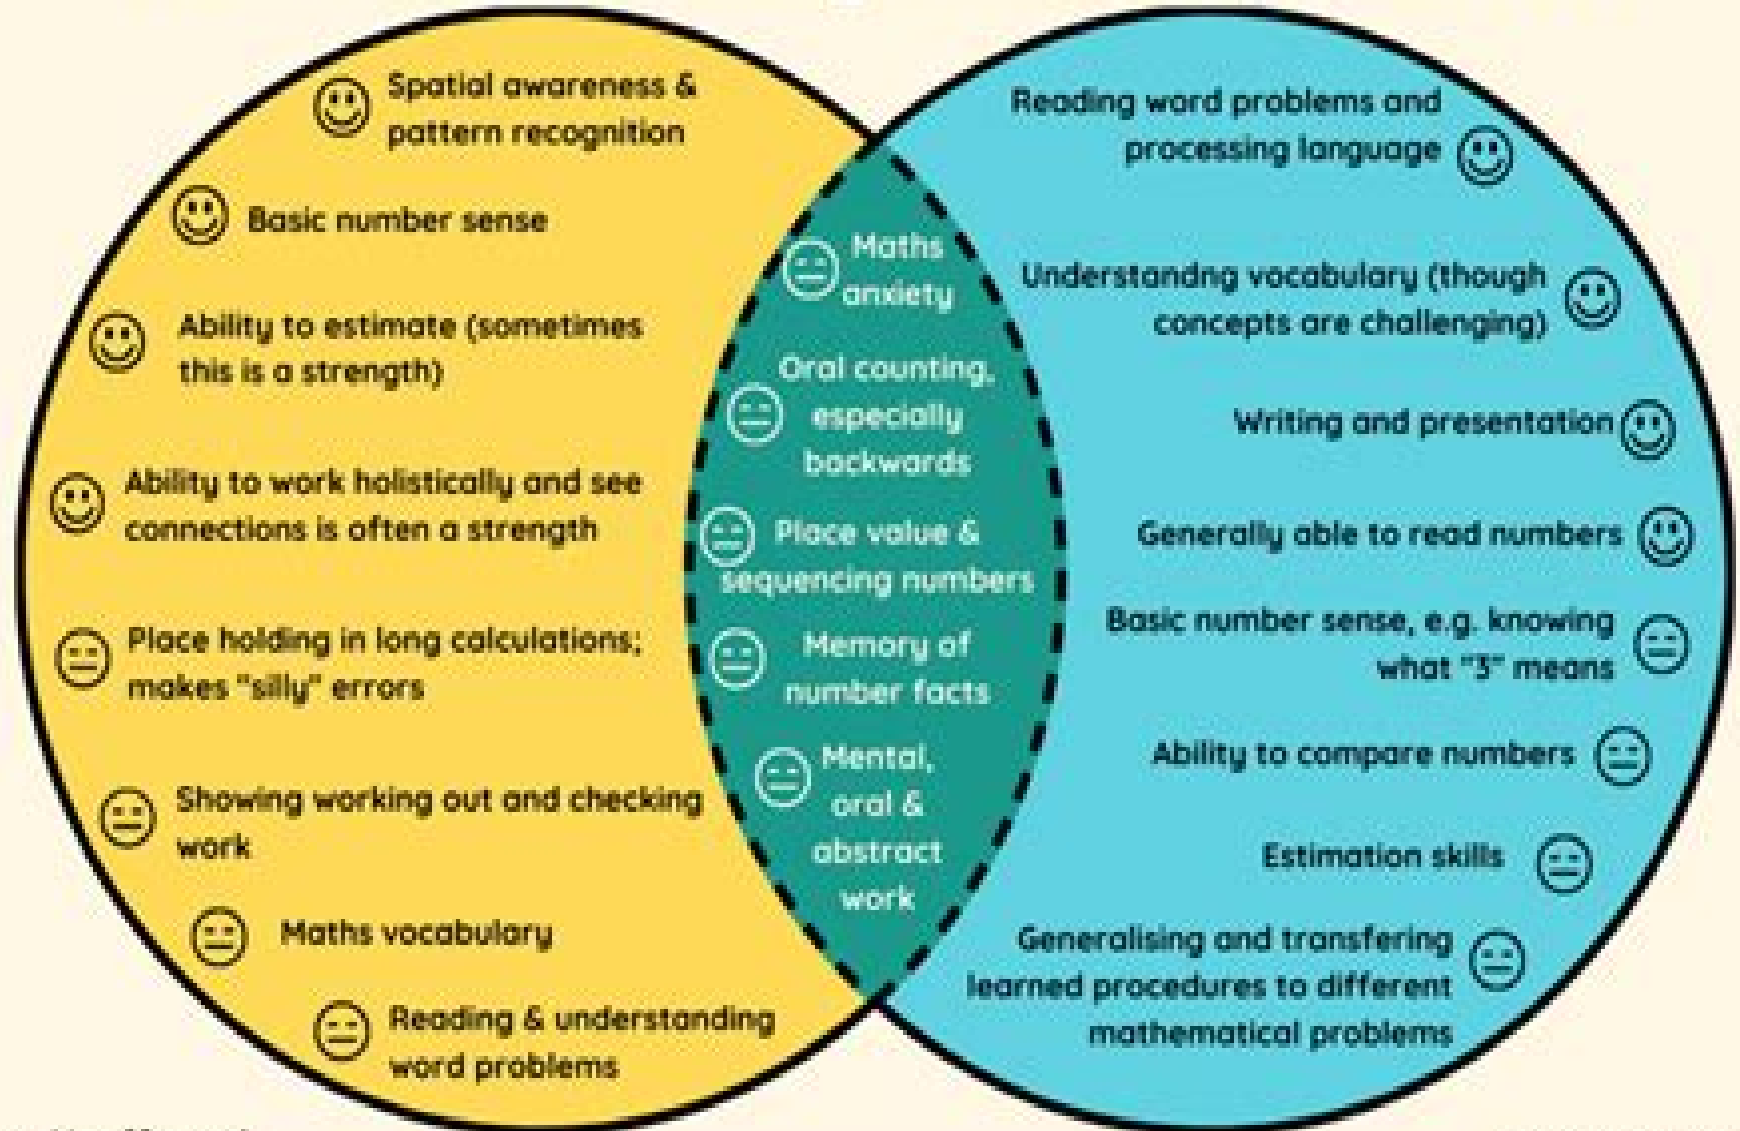 Spatial awareness &
pattern recognition
Basic number sense
Ability to estimate (sometimes
this is a strength)
Ability to work holistically and see
connections is often a strength
Place holding in long calculations;
makes "silly" errors
Showing working out and checking
work
Maths vocabulary
Reading & understanding
word problems
Maths
anxiety
Oral counting,
especially
backwards
Place value &
sequencing numbers
Memory of
number facts
Mental,
oral &
abstract
work
Reading word problems and
processing language
Understandng vocabulary (though
concepts are challenging)
Writing and presentation
Generally able to read numbers
Basic number sense, e.g. knowing
what "3" means
Ability to compare numbers
Estimation skills
Generalising and transfering
learned procedures to different
mathematical problems